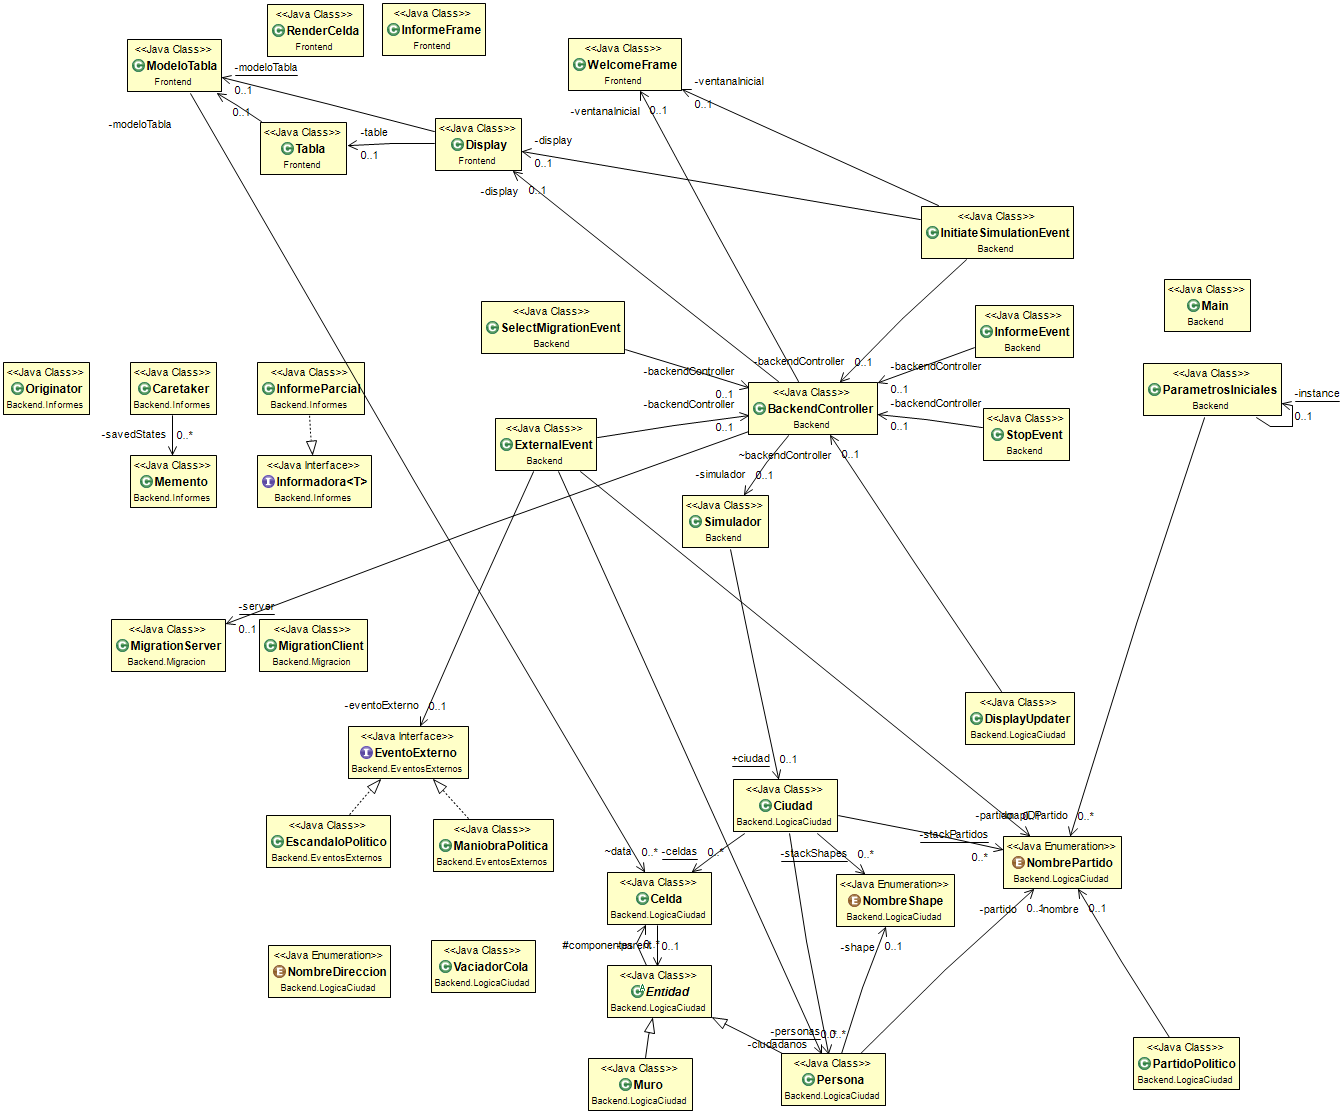 <<Java Class>>
RenderCelda
Frontend
<<Java Class>>
InformeFrame
Frontend
<<Java Class>>
ModeloTabla
Frontend
-modeloTabla
0..1
0..1
-modeloTabla
<<Java Class>>
WelcomeFrame
Frontend
-ventanaInicial
0..1
-ventanaInicial
0..1
<<Java Class>>
Tabla
Frontend
-table
0..1
<<Java Class>>
Display
Frontend
-display
0..1
-display
0..1
<<Java Class>>
InitiateSimulationEvent
Backend
<<Java Class>>
SelectMigrationEvent
Backend
<<Java Class>>
InformeEvent
Backend
<<Java Class>>
Main
Backend
<<Java Class>>
Originator
Backend.Informes
<<Java Class>>
Caretaker
Backend.Informes
<<Java Class>>
InformeParcial
Backend.Informes
-backendController
0..1
-backendController
0..1
-backendController
0..1
<<Java Class>>
ParametrosIniciales
Backend
-instance
0..1
<<Java Class>>
BackendController
Backend
-backendController
0..1
-backendController
0..1
<<Java Class>>
StopEvent
Backend
<<Java Class>>
ExternalEvent
Backend
-savedStates
0..*
<<Java Class>>
Memento
Backend.Informes
<<Java Interface>>
Informadora<T>
Backend.Informes
~backendController
0..1
-simulador
0..1
<<Java Class>>
Simulador
Backend
-server
0..1
<<Java Class>>
MigrationServer
Backend.Migracion
<<Java Class>>
MigrationClient
Backend.Migracion
-eventoExterno
0..1
<<Java Class>>
DisplayUpdater
Backend.LogicaCiudad
<<Java Interface>>
EventoExterno
Backend.EventosExternos
+ciudad
0..1
<<Java Class>>
Ciudad
Backend.LogicaCiudad
<<Java Class>>
EscandaloPolitico
Backend.EventosExternos
<<Java Class>>
ManiobraPolitica
Backend.EventosExternos
-partido
0..*
-stackPartidos
0..*
~data
0..*
-celdas
0..*
-stackShapes
0..*
<<Java Enumeration>>
NombrePartido
Backend.LogicaCiudad
<<Java Class>>
Celda
Backend.LogicaCiudad
<<Java Enumeration>>
NombreShape
Backend.LogicaCiudad
-partido
0..1
-nombre
0..1
#componentes
0..*
0..1
-shape
0..1
<<Java Enumeration>>
NombreDireccion
Backend.LogicaCiudad
<<Java Class>>
VaciadorCola
Backend.LogicaCiudad
<<Java Class>>
Entidad
Backend.LogicaCiudad
-personas
0..*
-ciudadanos
<<Java Class>>
Muro
Backend.LogicaCiudad
<<Java Class>>
Persona
Backend.LogicaCiudad
<<Java Class>>
PartidoPolitico
Backend.LogicaCiudad